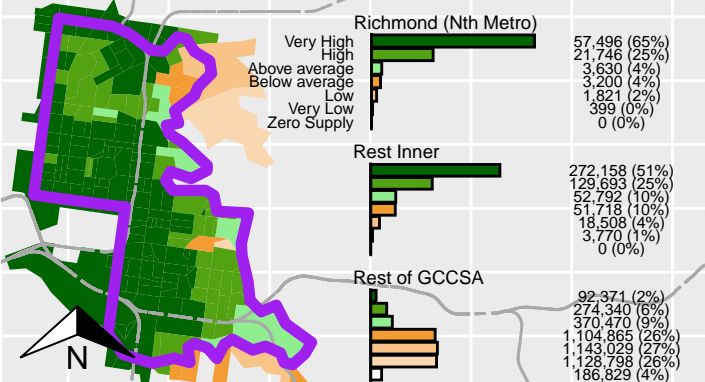 Richmond (Nth Metro)
Very High 57,496 (65%)
High 21,746 (25%)
Above average 3,630 (4%)
Below average 3,200 (4%)
Low 1,821 (2%)
Very Low 399 (0%)
Zero Supply 0 (0%)
Rest Inner
272,158 (51%)
129,693 (25%)
52,792 (10%)
51,718 (10%)
18,508 (4%)
3,770 (1%)
0 (0%)
Rest of GCCSA
92,371 (2%)
274,340 (6%)
370,470 (9%)
1,104,865 (26%)
1,143,029 (27%)
1,128,798 (26%)
186,829 (4%)
N